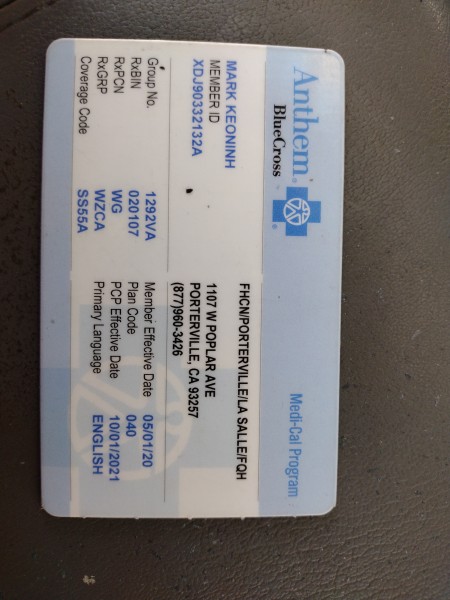 Anthem®
BlueCross
Medi-Cal Program
MARK KEONINH
MEMBER ID
XDJ90332132A
FHCN/PORTERVILLE/LA SALLE/FQH
1107 W POPLAR AVE
PORTERVILLE, CA 93257
(877)960-3426
Group No. 1292VA
RxBIN 020107
RxPCN WG
RxGRP WZCA
Coverage Code SS55A
Member Effective Date 05/01/20
Plan Code 040
PCP Effective Date 10/01/2021
Primary Language ENGLISH